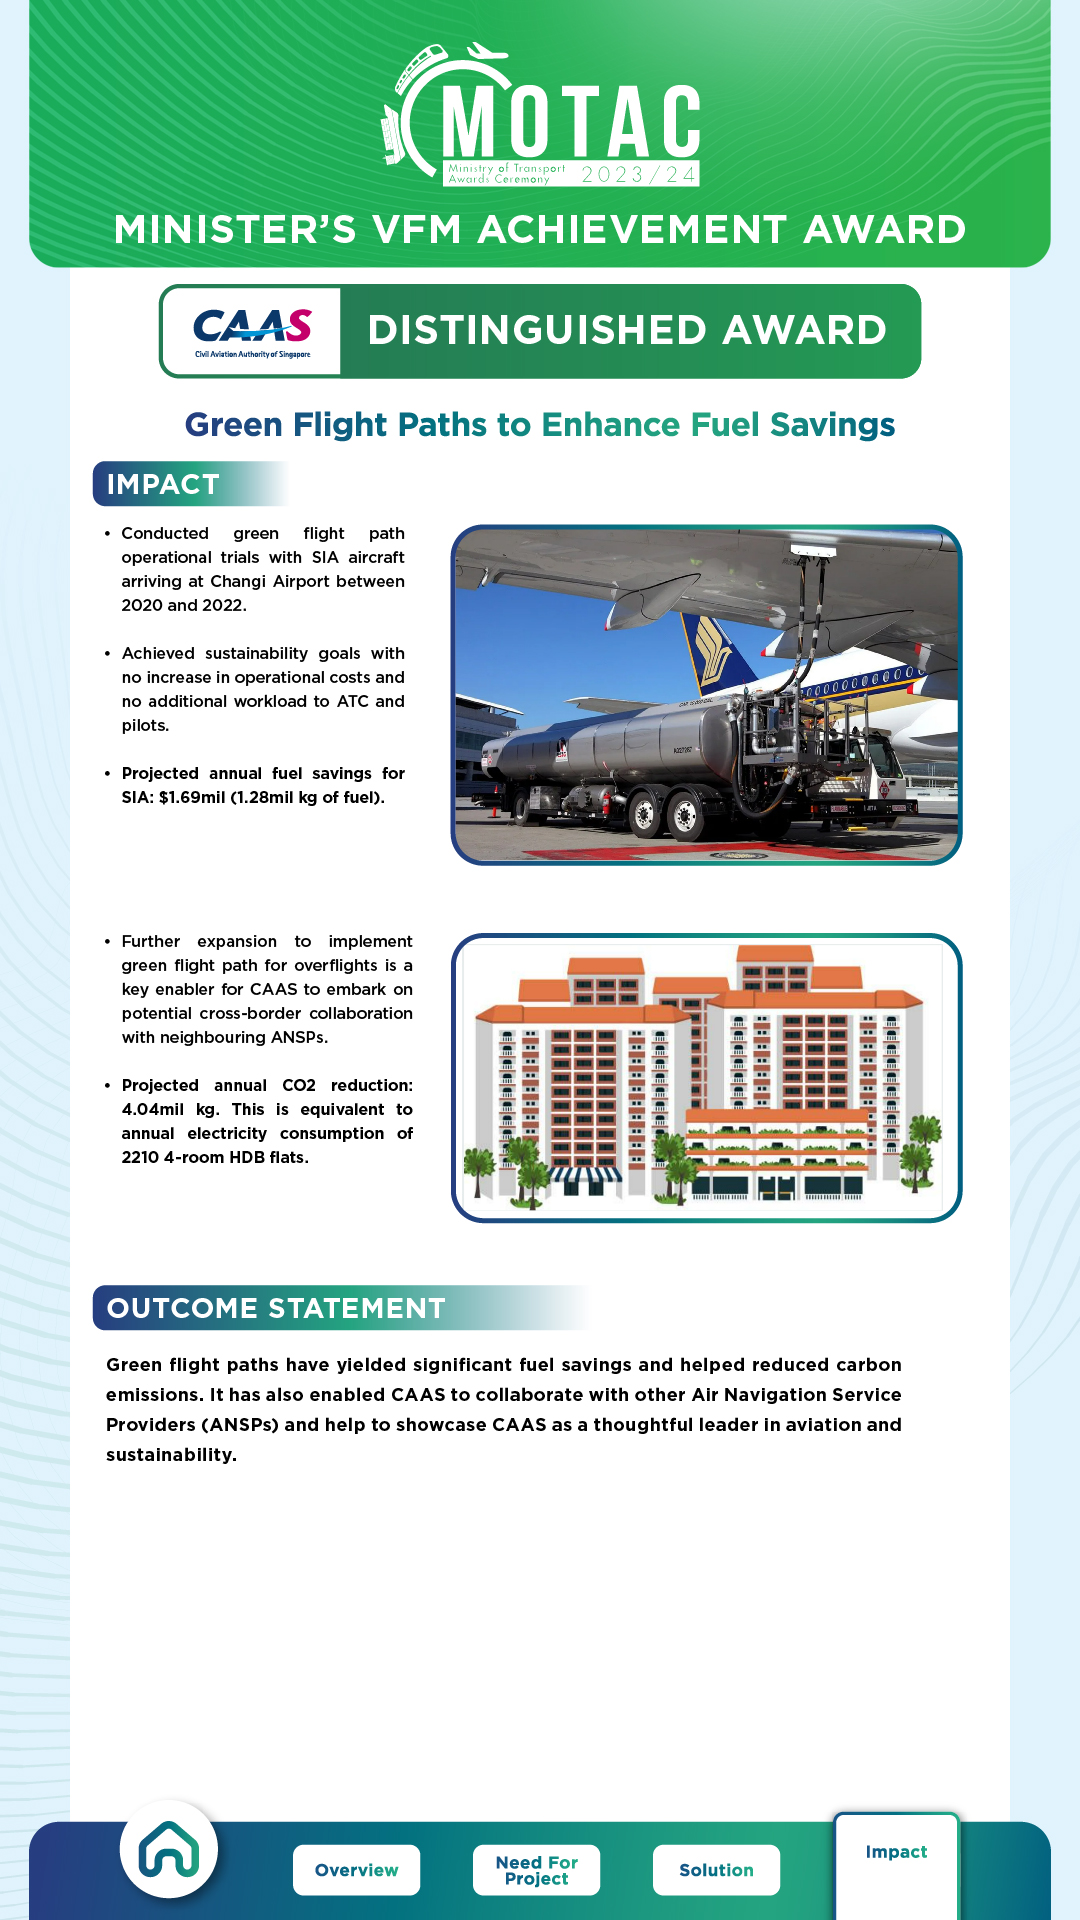 MOTAC
Ministry of Transport
Awards Ceremony 2023/24
MINISTER’S VFM ACHIEVEMENT AWARD
CAAS
Civil Aviation Authority of Singapore
DISTINGUISHED AWARD
Green Flight Paths to Enhance Fuel Savings
IMPACT
• Conducted green flight path
operational trials with SIA aircraft
arriving at Changi Airport between
2020 and 2022.
• Achieved sustainability goals with
no increase in operational costs and
no additional workload to ATC and
pilots.
• Projected annual fuel savings for
SIA: $1.69mil (1.28mil kg of fuel).
• Further expansion to implement
green flight path for overflights is a
key enabler for CAAS to embark on
potential cross-border collaboration
with neighbouring ANSPs.
• Projected annual CO2 reduction:
4.04mil kg. This is equivalent to
annual electricity consumption of
2210 4-room HDB flats.
OUTCOME STATEMENT
Green flight paths have yielded significant fuel savings and helped reduced carbon
emissions. It has also enabled CAAS to collaborate with other Air Navigation Service
Providers (ANSPs) and help to showcase CAAS as a thoughtful leader in aviation and
sustainability.
Overview
Need For
Project
Solution
Impact